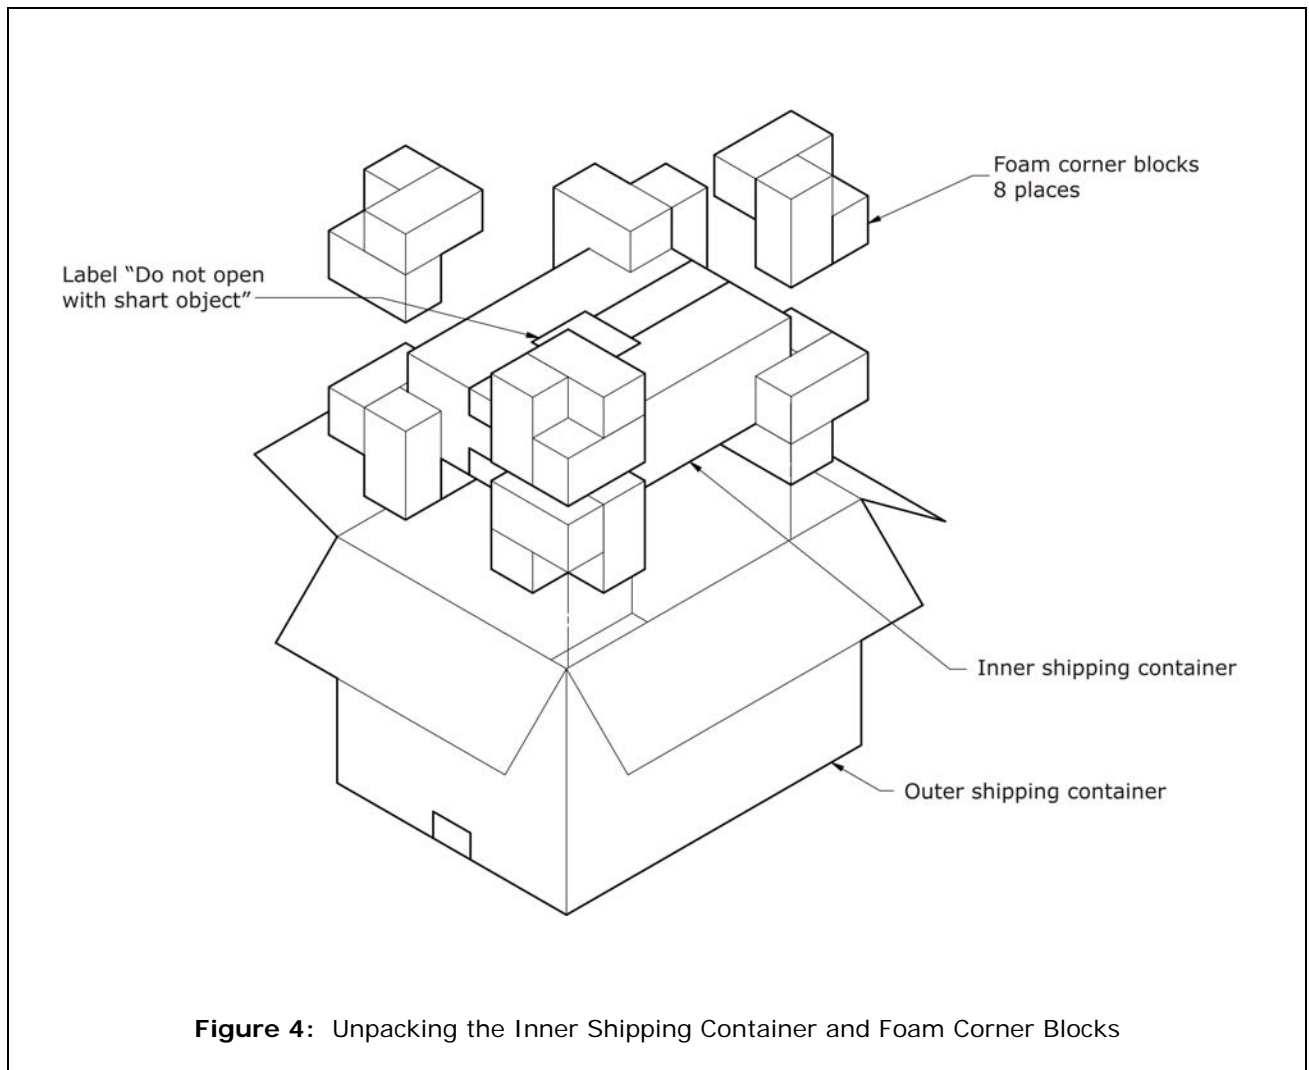 Foam corner blocks
8 places
Label “Do not open
with shart object”
Inner shipping container
Outer shipping container
Figure 4: Unpacking the Inner Shipping Container and Foam Corner Blocks